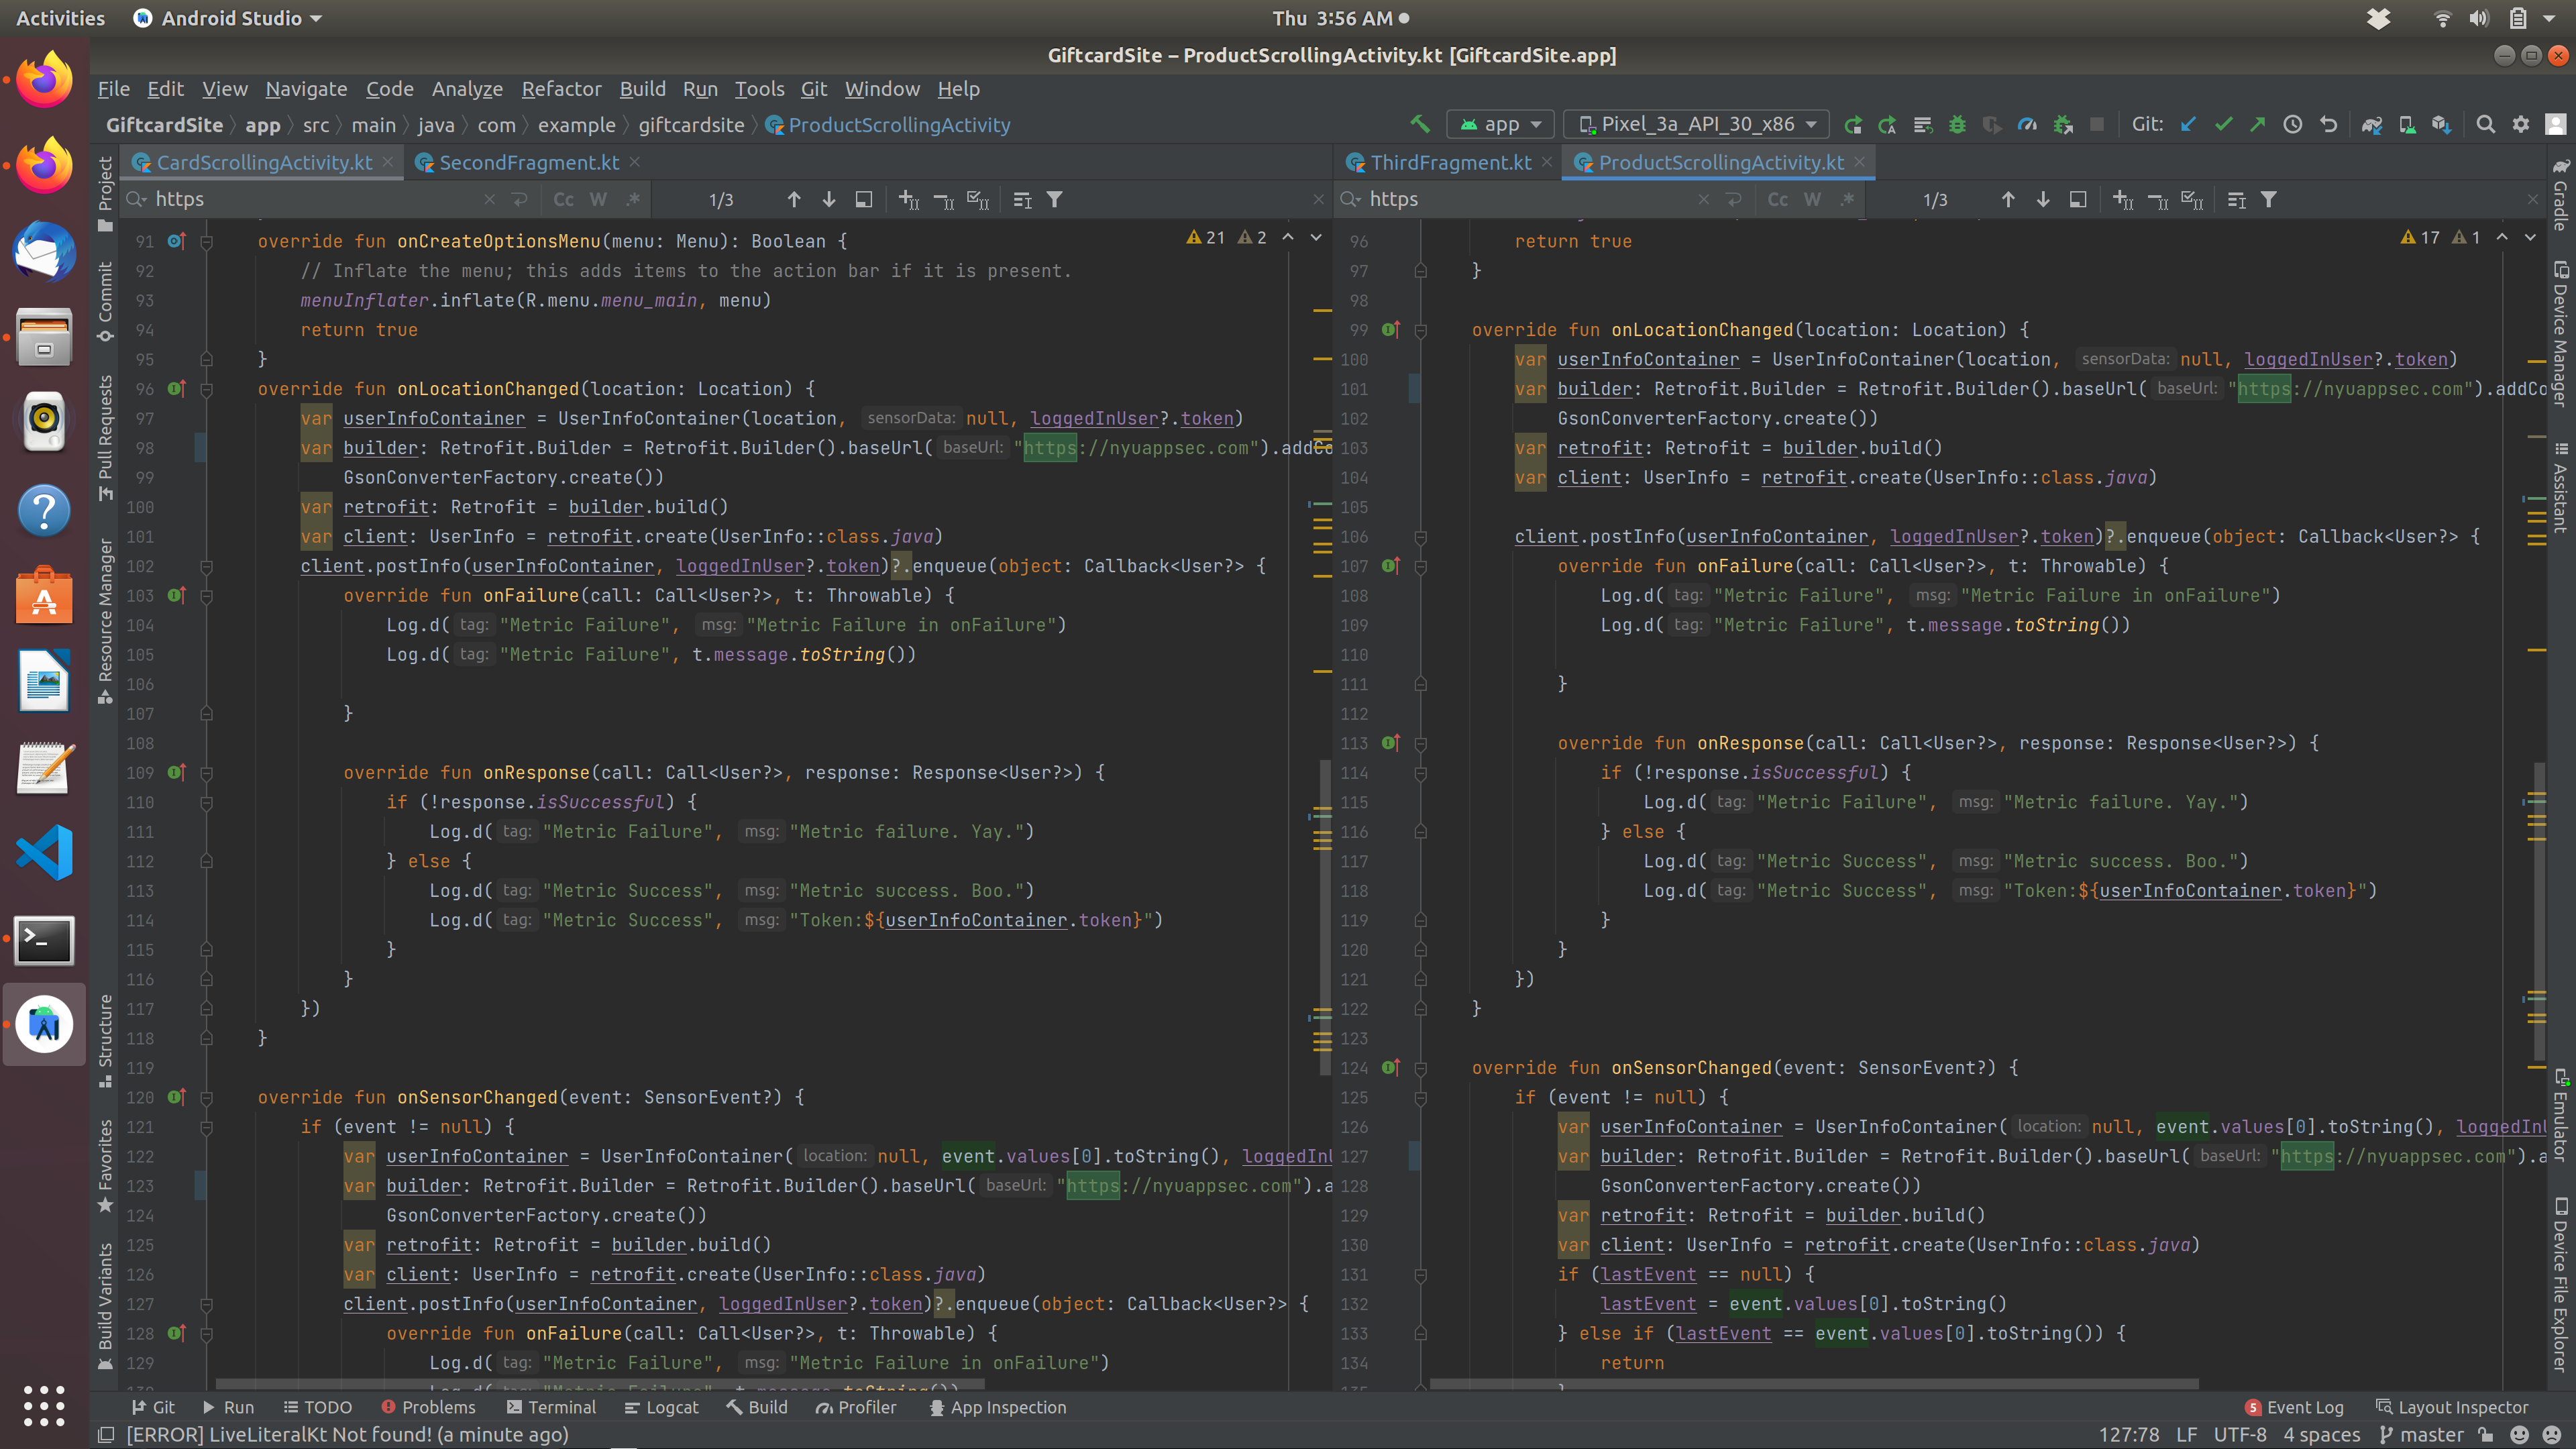 Activities Android Studio Thu 3:56 AM
GiftcardSite – ProductScrollingActivity.kt [GiftcardSite.app]
File Edit View Navigate Code Analyze Refactor Build Run Tools Git Window Help
GiftcardSite app src main java com example giftcardsite ProductScrollingActivity app Pixel_3a_API_30_x86 Git:
CardScrollingActivity.kt SecondFragment.kt ThirdFragment.kt ProductScrollingActivity.kt
https Cc W .* 1/3
https Cc W .* 1/3
Project
Commit
Pull Requests
Resource Manager
Structure
Favorites
Build Variants
21 2
91 override fun onCreateOptionsMenu(menu: Menu): Boolean {
92 // Inflate the menu; this adds items to the action bar if it is present.
93 menuInflater.inflate(R.menu.menu_main, menu)
94 return true
95 }
96 override fun onLocationChanged(location: Location) {
97 var userInfoContainer = UserInfoContainer(location, sensorData: null, loggedInUser?.token)
98 var builder: Retrofit.Builder = Retrofit.Builder().baseUrl( baseUrl: "https://nyuappsec.com").addCo
99 GsonConverterFactory.create())
100 var retrofit: Retrofit = builder.build()
101 var client: UserInfo = retrofit.create(UserInfo::class.java)
102 client.postInfo(userInfoContainer, loggedInUser?.token)?.enqueue(object: Callback<User?> {
103 override fun onFailure(call: Call<User?>, t: Throwable) {
104 Log.d( tag: "Metric Failure", msg: "Metric Failure in onFailure")
105 Log.d( tag: "Metric Failure", t.message.toString())
106
107 }
108
109 override fun onResponse(call: Call<User?>, response: Response<User?>) {
110 if (!response.isSuccessful) {
111 Log.d( tag: "Metric Failure", msg: "Metric failure. Yay.")
112 } else {
113 Log.d( tag: "Metric Success", msg: "Metric success. Boo.")
114 Log.d( tag: "Metric Success", msg: "Token:${userInfoContainer.token}")
115 }
116 }
117 })
118 }
119
120 override fun onSensorChanged(event: SensorEvent?) {
121 if (event != null) {
122 var userInfoContainer = UserInfoContainer( location: null, event.values[0].toString(), loggedInU
123 var builder: Retrofit.Builder = Retrofit.Builder().baseUrl( baseUrl: "https://nyuappsec.com").a
124 GsonConverterFactory.create())
125 var retrofit: Retrofit = builder.build()
126 var client: UserInfo = retrofit.create(UserInfo::class.java)
127 client.postInfo(userInfoContainer, loggedInUser?.token)?.enqueue(object: Callback<User?> {
128 override fun onFailure(call: Call<User?>, t: Throwable) {
129 Log.d( tag: "Metric Failure", msg: "Metric Failure in onFailure")
17 1
96 return true
97 }
98
99 override fun onLocationChanged(location: Location) {
100 var userInfoContainer = UserInfoContainer(location, sensorData: null, loggedInUser?.token)
101 var builder: Retrofit.Builder = Retrofit.Builder().baseUrl( baseUrl: "https://nyuappsec.com").addCo
102 GsonConverterFactory.create())
103 var retrofit: Retrofit = builder.build()
104 var client: UserInfo = retrofit.create(UserInfo::class.java)
105
106 client.postInfo(userInfoContainer, loggedInUser?.token)?.enqueue(object: Callback<User?> {
107 override fun onFailure(call: Call<User?>, t: Throwable) {
108 Log.d( tag: "Metric Failure", msg: "Metric Failure in onFailure")
109 Log.d( tag: "Metric Failure", t.message.toString())
110
111 }
112
113 override fun onResponse(call: Call<User?>, response: Response<User?>) {
114 if (!response.isSuccessful) {
115 Log.d( tag: "Metric Failure", msg: "Metric failure. Yay.")
116 } else {
117 Log.d( tag: "Metric Success", msg: "Metric success. Boo.")
118 Log.d( tag: "Metric Success", msg: "Token:${userInfoContainer.token}")
119 }
120 }
121 })
122 }
123
124 override fun onSensorChanged(event: SensorEvent?) {
125 if (event != null) {
126 var userInfoContainer = UserInfoContainer( location: null, event.values[0].toString(), loggedInU
127 var builder: Retrofit.Builder = Retrofit.Builder().baseUrl( baseUrl: "https://nyuappsec.com").a
128 GsonConverterFactory.create())
129 var retrofit: Retrofit = builder.build()
130 var client: UserInfo = retrofit.create(UserInfo::class.java)
131 if (lastEvent == null) {
132 lastEvent = event.values[0].toString()
133 } else if (lastEvent == event.values[0].toString()) {
134 return
Gradle
Device Manager
Assistant
Emulator
Device File Explorer
Git Run TODO Problems Terminal Logcat Build Profiler App Inspection 5 Event Log Layout Inspector
[ERROR] LiveLiteralKt Not found! (a minute ago) 127:78 LF UTF-8 4 spaces master